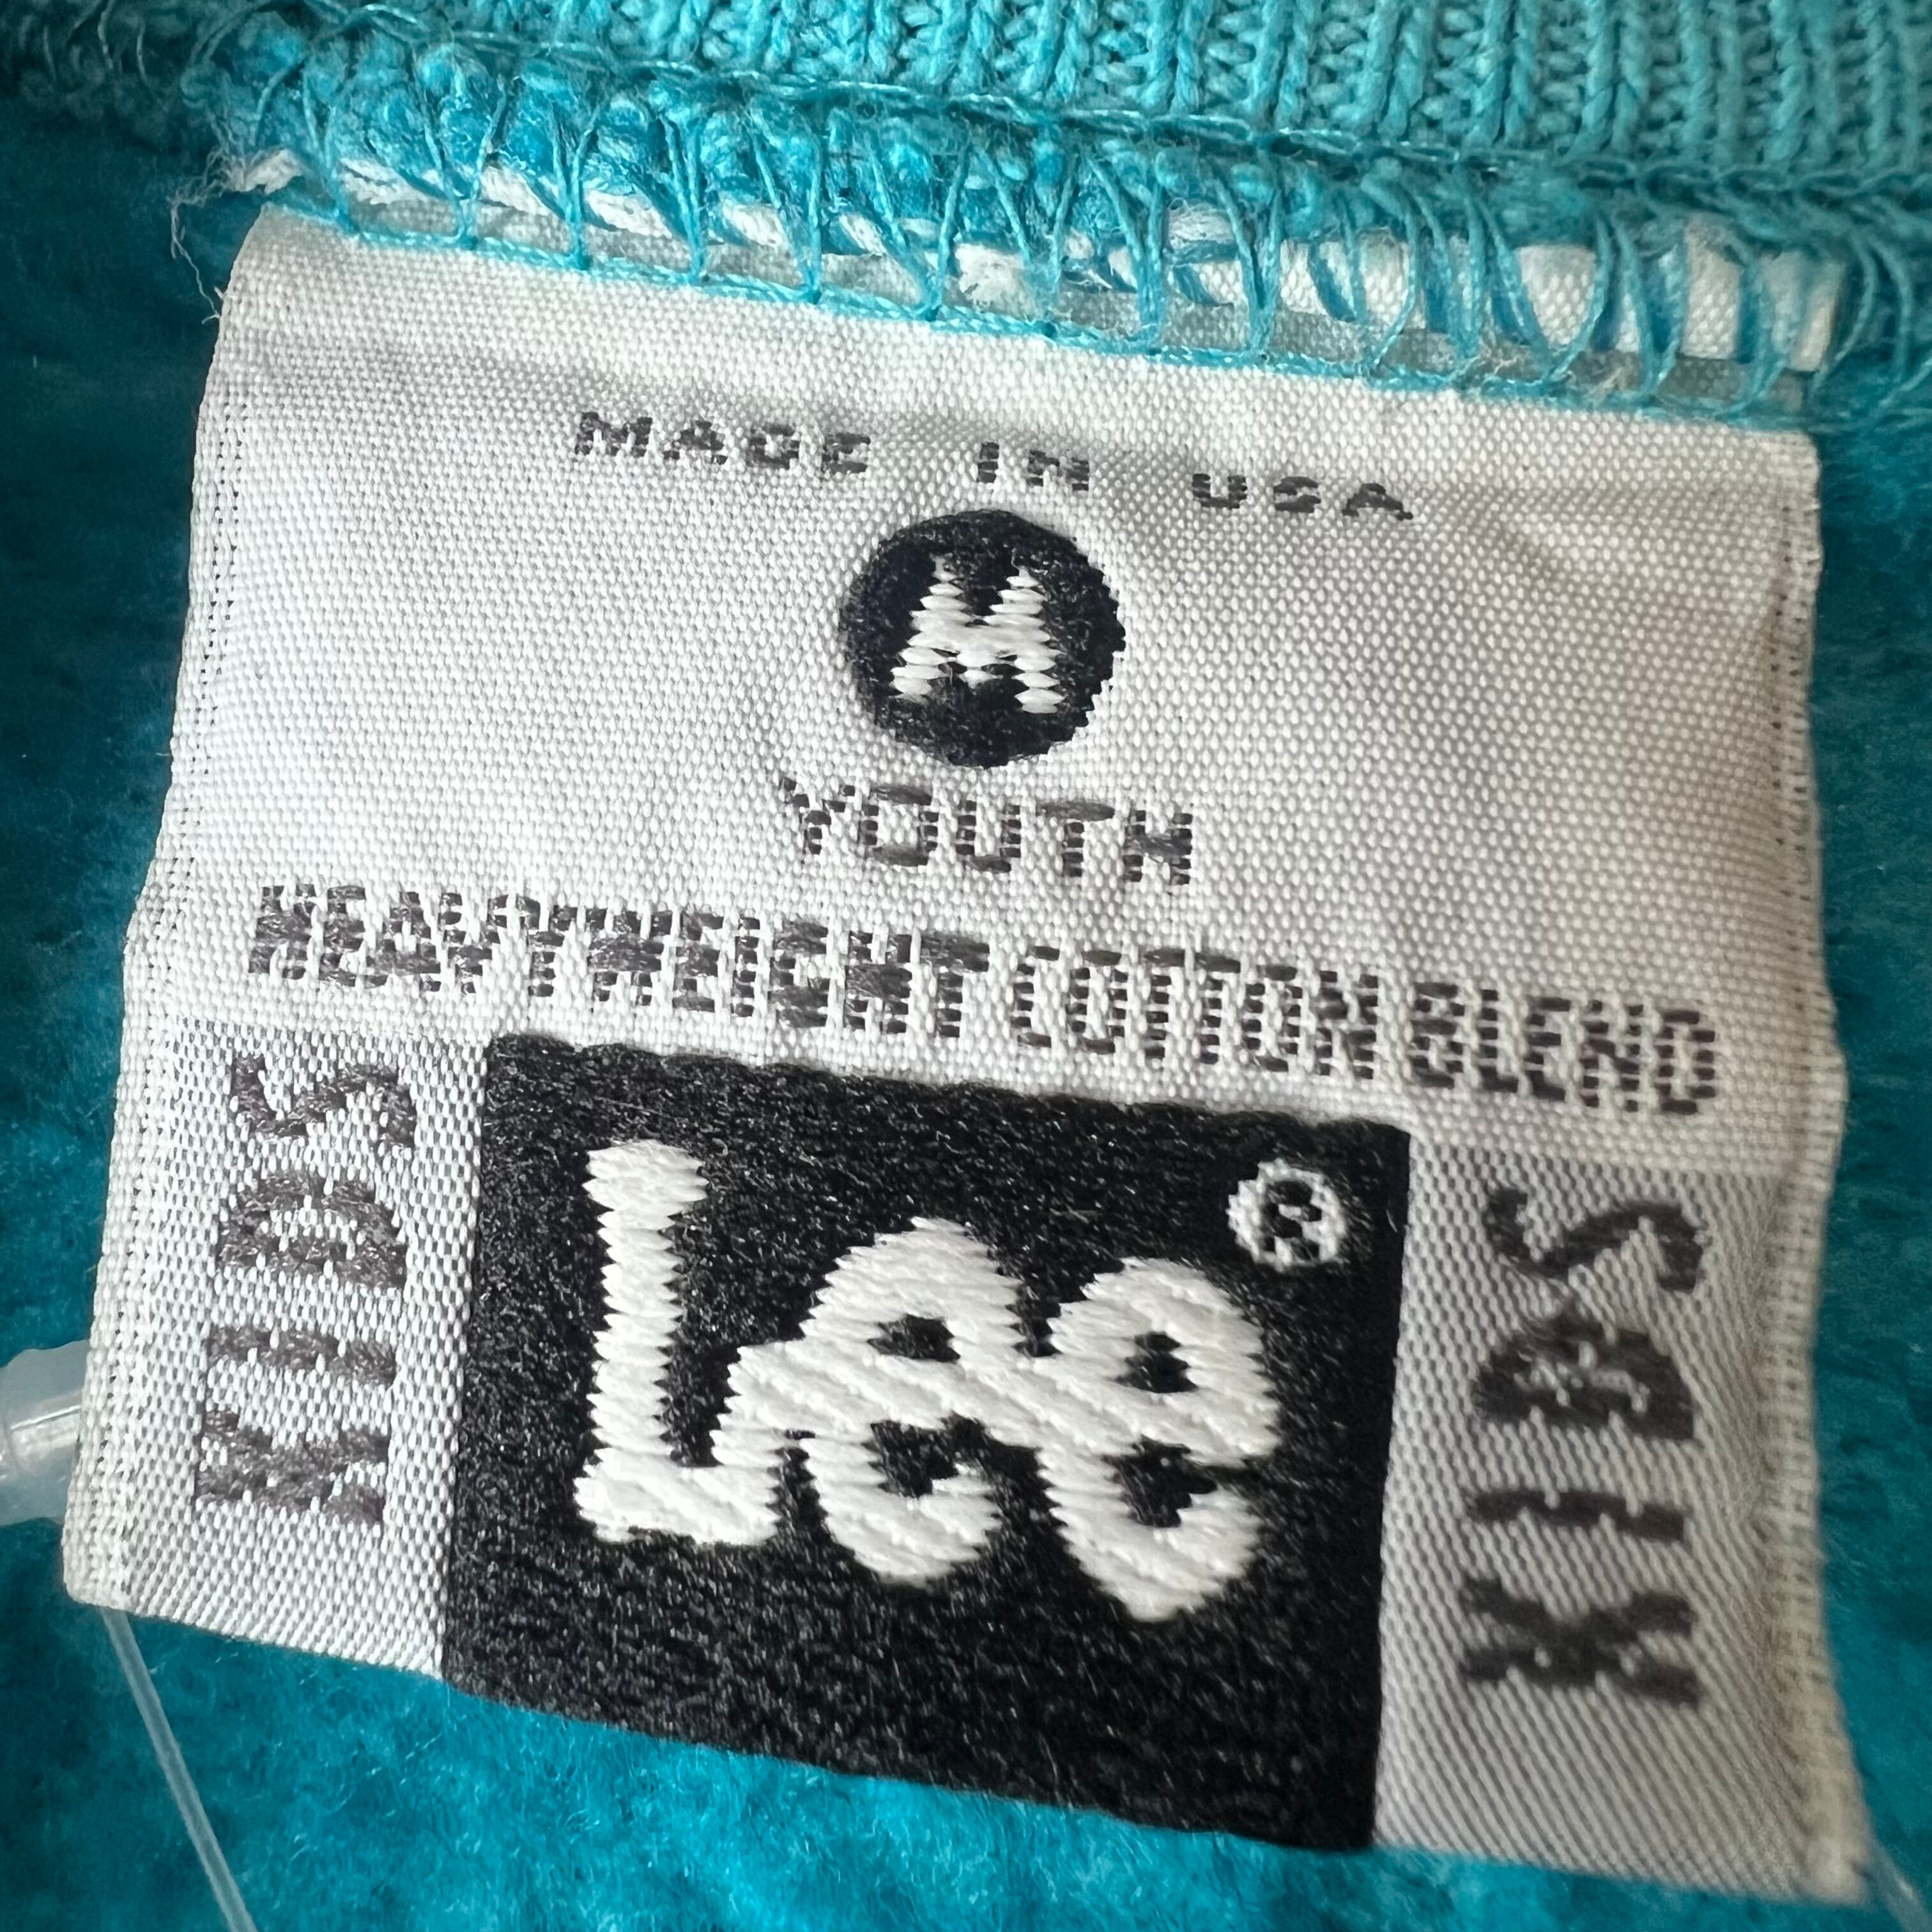 MADE IN USA
M
YOUTH
HEAVYWEIGHT COTTON BLEND
KIDS
Lee®
KIDS